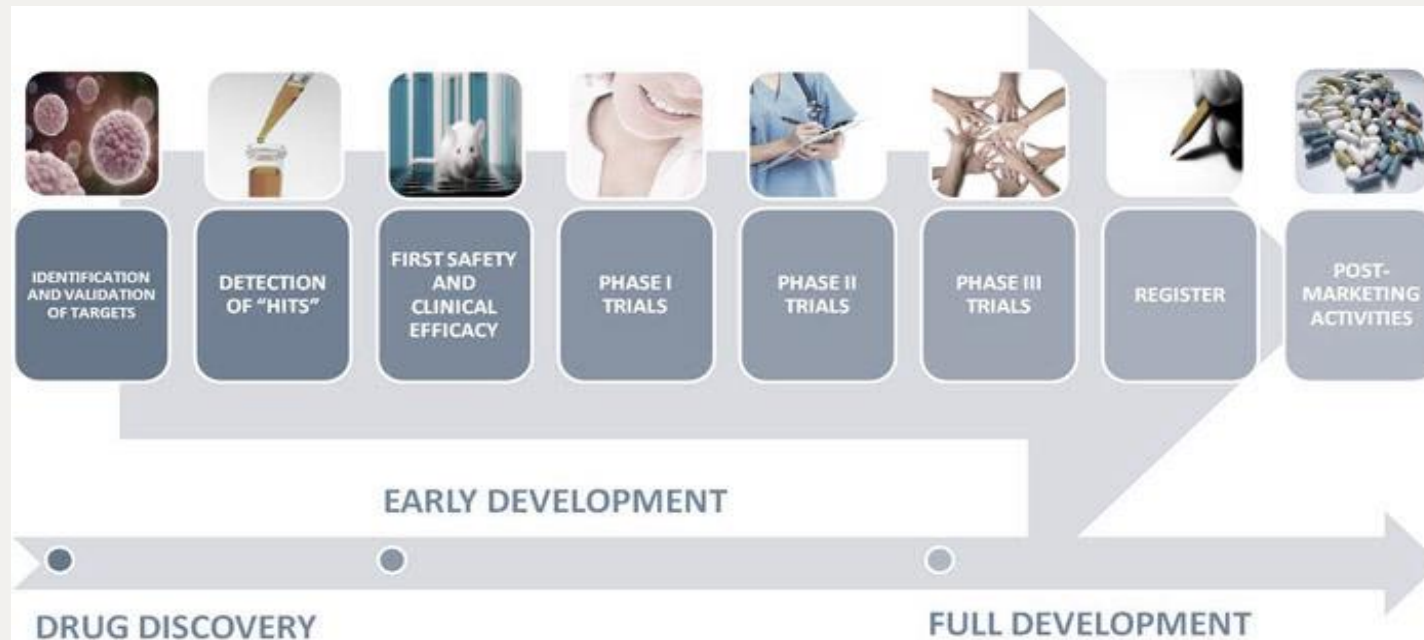 IDENTIFICATION
AND VALIDATION
OF TARGETS
DETECTION
OF "HITS"
FIRST SAFETY
AND
CLINICAL
EFFICACY
PHASE I
TRIALS
PHASE II
TRIALS
PHASE III
TRIALS
REGISTER
POST-
MARKETING
ACTIVITIES
EARLY DEVELOPMENT
DRUG DISCOVERY
FULL DEVELOPMENT